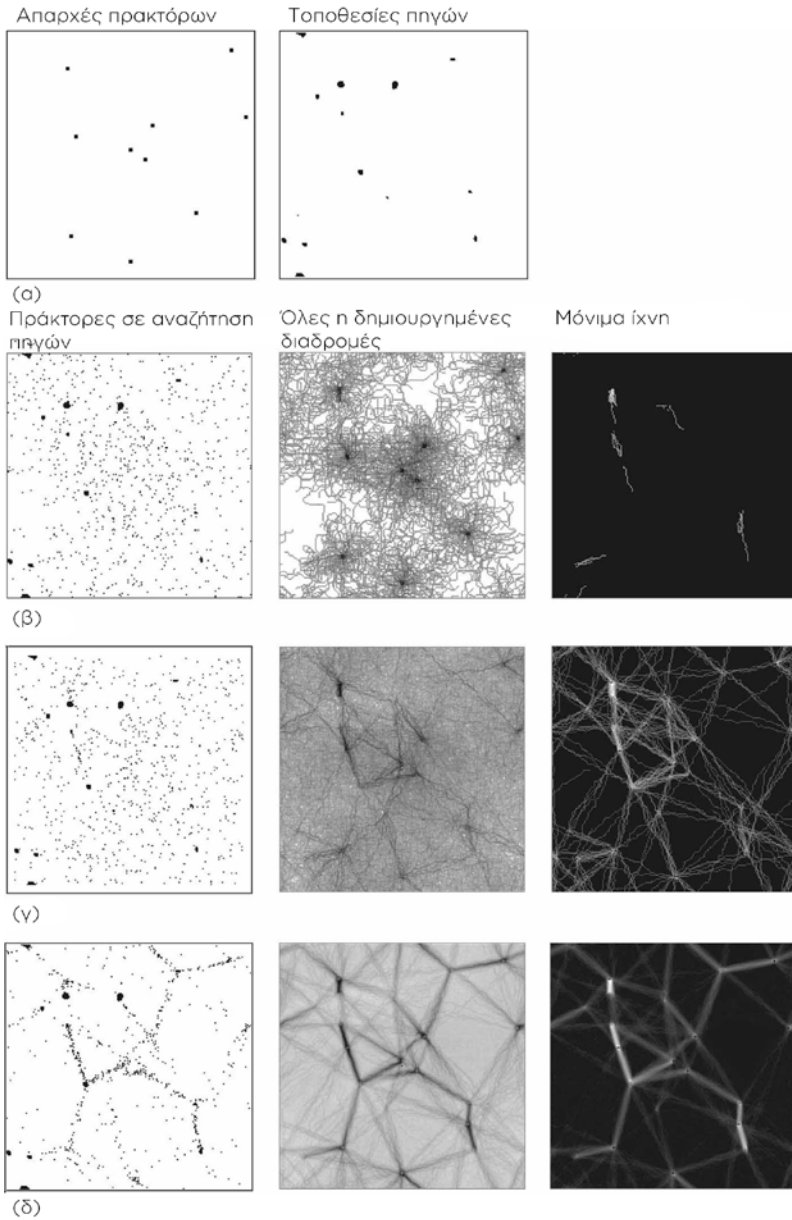 Απαρχές πρακτόρων
Τοποθεσίες πηγών
(α)
Πράκτορες σε αναζήτηση
πηγών
Όλες η δημιουργημένες
διαδρομές
Μόνιμα ίχνη
(β)
(γ)
(δ)